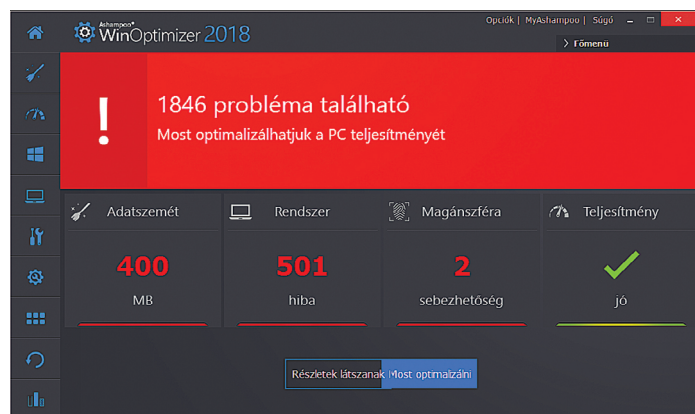 Ashampoo®
WinOptimizer 2018
Opciók | MyAshampoo | Súgó
> Főmenü
!
1846 probléma található
Most optimalizálhatjuk a PC teljesítményét
Adatszemét
400
MB
Rendszer
501
hiba
Magánszféra
2
sebezhetőség
Teljesítmény
jó
Részletek látszanak
Most optimalizálni